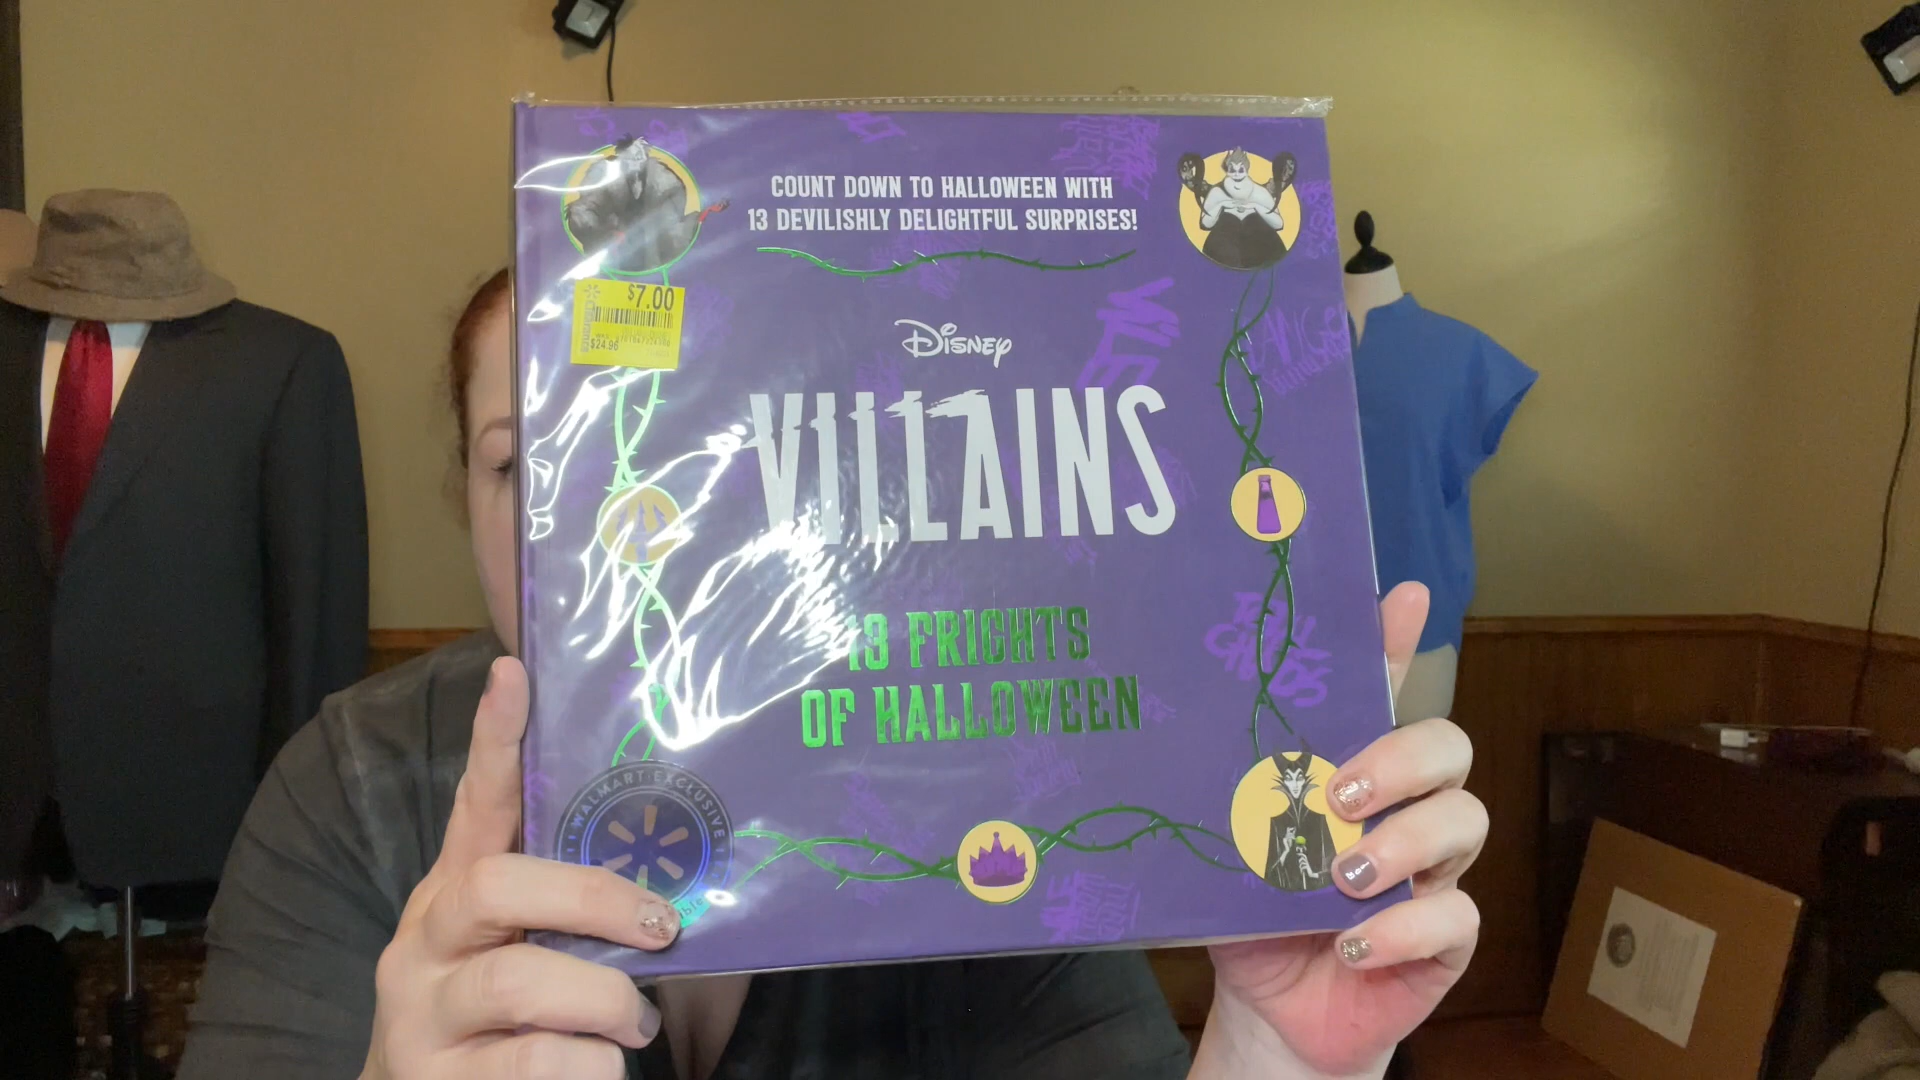 COUNT DOWN TO HALLOWEEN WITH
13 DEVILISHLY DELIGHTFUL SURPRISES!
$7.00
$24.96
Disney
VILLAINS
13 FRIGHTS
OF HALLOWEEN
WALMART EXCLUSIVE